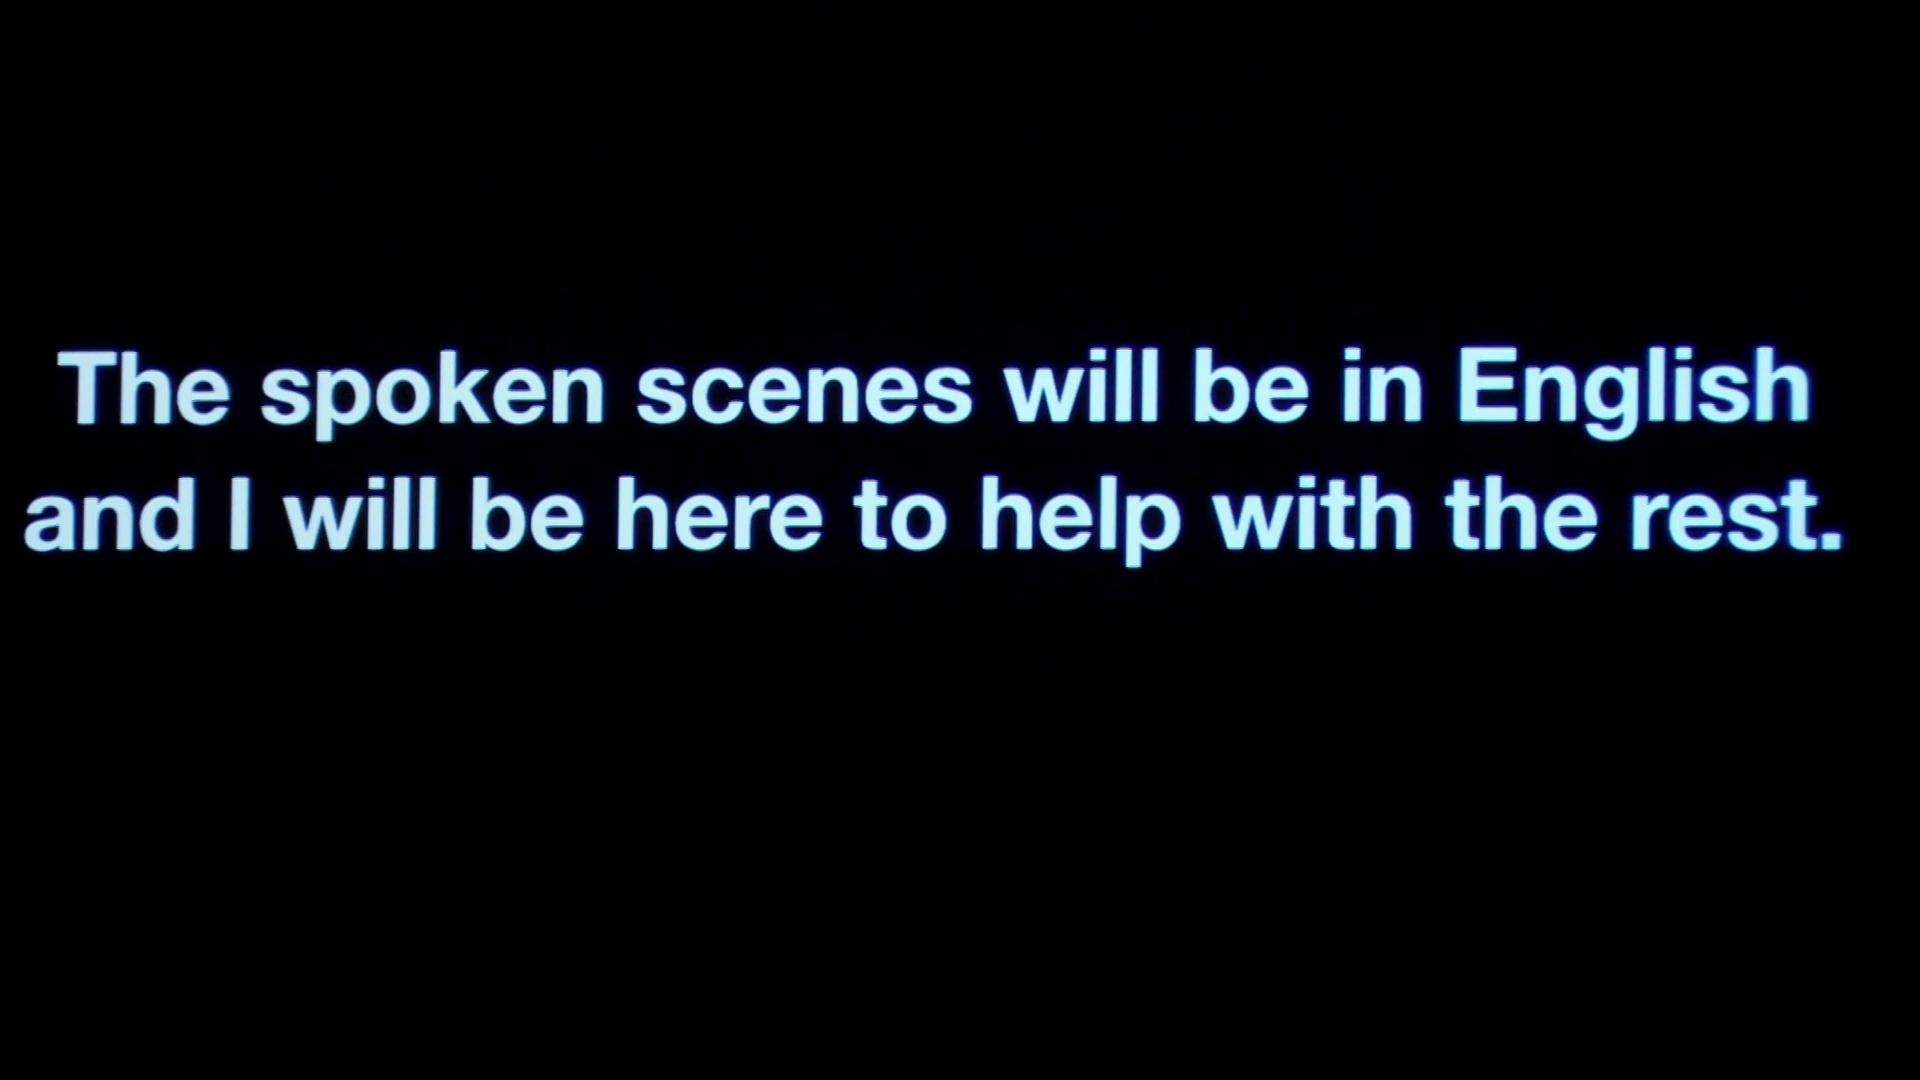 The spoken scenes will be in English
and I will be here to help with the rest.